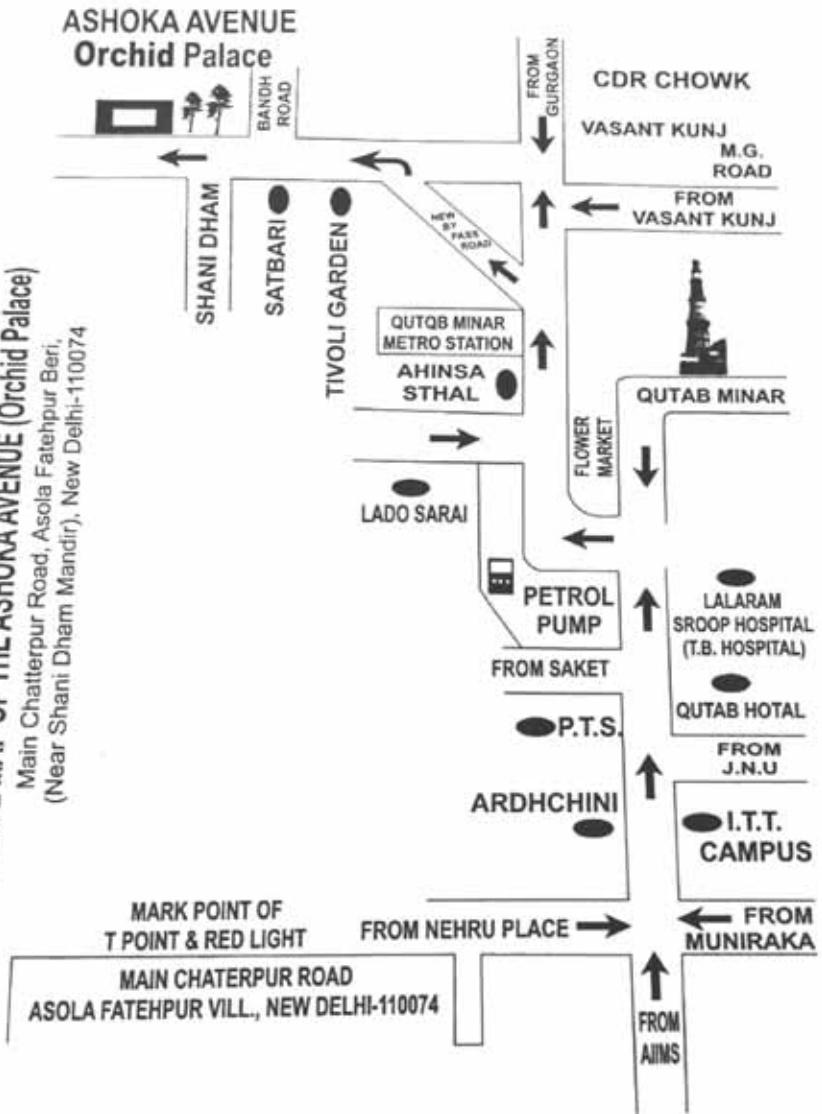 ASHOKA AVENUE
Orchid Palace
BANDH
ROAD
FROM
GURGAON
CDR CHOWK
VASANT KUNJ
M.G.
ROAD
FROM
VASANT KUNJ
NEW
BY
PASS
ROAD
SHANI DHAM
SATBARI
TIVOLI GARDEN
QUTQB MINAR
METRO STATION
AHINSA
STHAL
QUTAB MINAR
FLOWER
MARKET
LADO SARAI
PETROL
PUMP
LALARAM
SROOP HOSPITAL
(T.B. HOSPITAL)
FROM SAKET
QUTAB HOTAL
P.T.S.
FROM
J.N.U
ARDHCHINI
I.T.T.
CAMPUS
MAP OF THE ASHOKA AVENUE (Orchid Palace)
Main Chatterpur Road, Asola Fatehpur Beri,
(Near Shani Dham Mandir), New Delhi-110074
MARK POINT OF
T POINT & RED LIGHT
FROM NEHRU PLACE
FROM
MUNIRAKA
MAIN CHATERPUR ROAD
ASOLA FATEHPUR VILL., NEW DELHI-110074
FROM
AIIMS